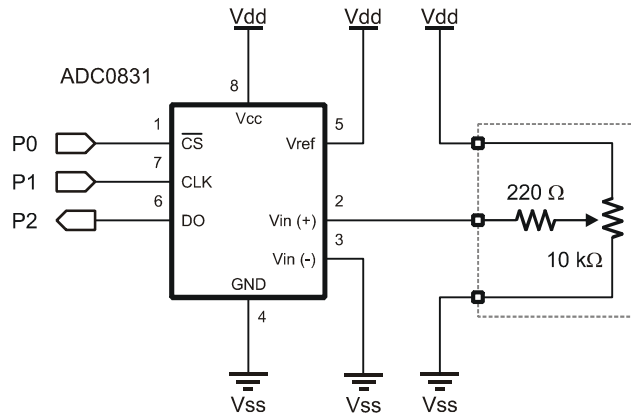 Vdd Vdd Vdd
ADC0831
8
Vcc
P0 1 CS Vref 5
P1 7 CLK
220 Ω
P2 6 DO Vin (+) 2
Vin (-) 3
10 kΩ
GND
4
Vss Vss Vss